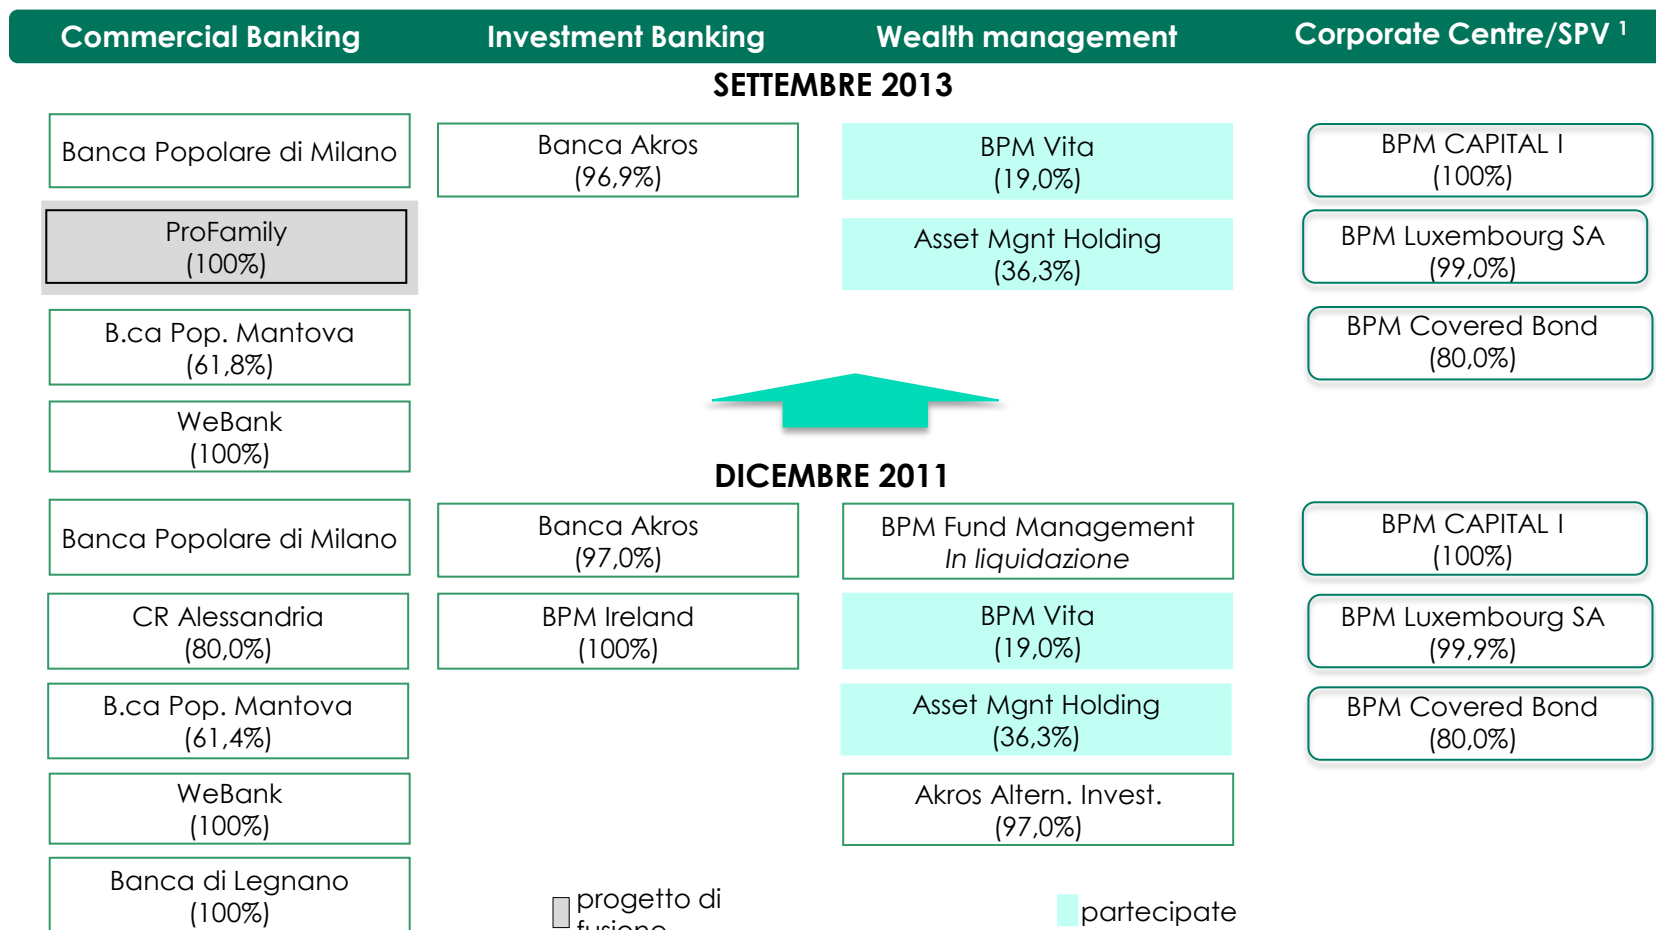 Commercial Banking
Investment Banking
Wealth management
Corporate Centre/SPV 1
SETTEMBRE 2013
Banca Popolare di Milano
ProFamily
(100%)
B.ca Pop. Mantova
(61,8%)
WeBank
(100%)
Banca Akros
(96,9%)
BPM Vita
(19,0%)
Asset Mgnt Holding
(36,3%)
BPM CAPITAL I
(100%)
BPM Luxembourg SA
(99,0%)
BPM Covered Bond
(80,0%)
DICEMBRE 2011
Banca Popolare di Milano
CR Alessandria
(80,0%)
B.ca Pop. Mantova
(61,4%)
WeBank
(100%)
Banca di Legnano
(100%)
Banca Akros
(97,0%)
BPM Ireland
(100%)
BPM Fund Management
In liquidazione
BPM Vita
(19,0%)
Asset Mgnt Holding
(36,3%)
Akros Altern. Invest.
(97,0%)
BPM CAPITAL I
(100%)
BPM Luxembourg SA
(99,9%)
BPM Covered Bond
(80,0%)
progetto di
fusione
partecipate